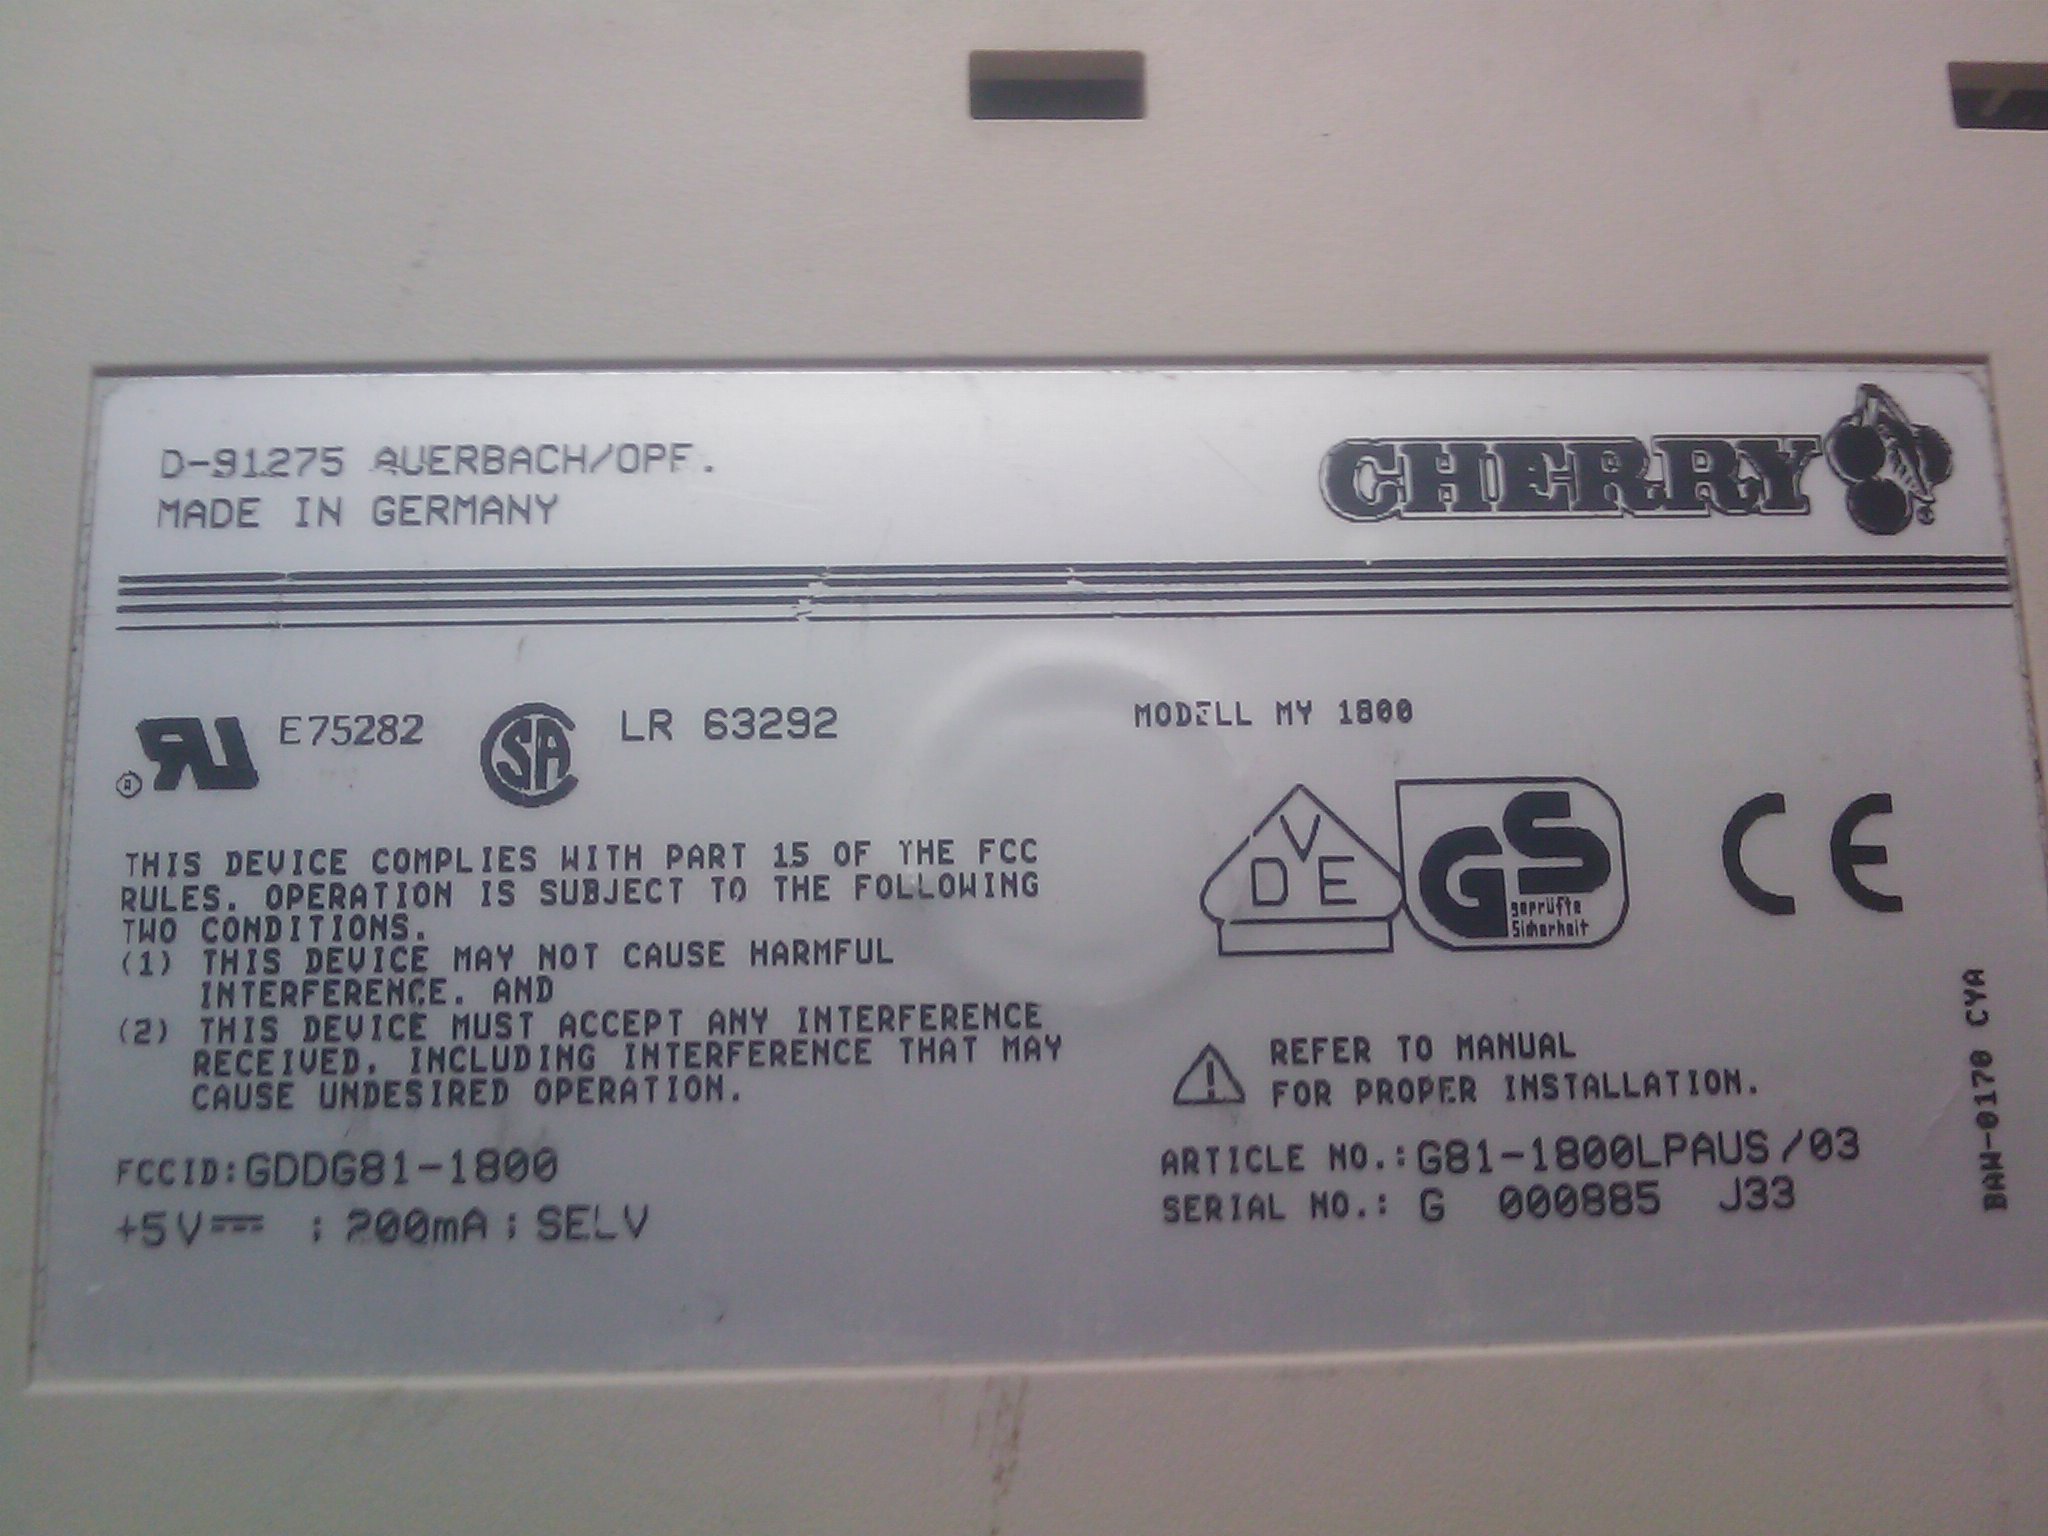 D-91275 AUERBACH/OPF.
MADE IN GERMANY
CHERRY
®
RU ® E75282
SA LR 63292
MODELL MY 1800
VDE
GS
geprüfte
Sicherheit
CE
THIS DEVICE COMPLIES WITH PART 15 OF THE FCC
RULES. OPERATION IS SUBJECT TO THE FOLLOWING
TWO CONDITIONS.
(1) THIS DEVICE MAY NOT CAUSE HARMFUL
INTERFERENCE. AND
(2) THIS DEVICE MUST ACCEPT ANY INTERFERENCE
RECEIVED, INCLUDING INTERFERENCE THAT MAY
CAUSE UNDESIRED OPERATION.
FCCID:GDDG81-1800
+5V⎓ ; 200mA ; SELV
! REFER TO MANUAL
FOR PROPER INSTALLATION.
ARTICLE NO.:G81-1800LPAUS/03
SERIAL NO.: G 000885 J33
BAW-0170 CYA